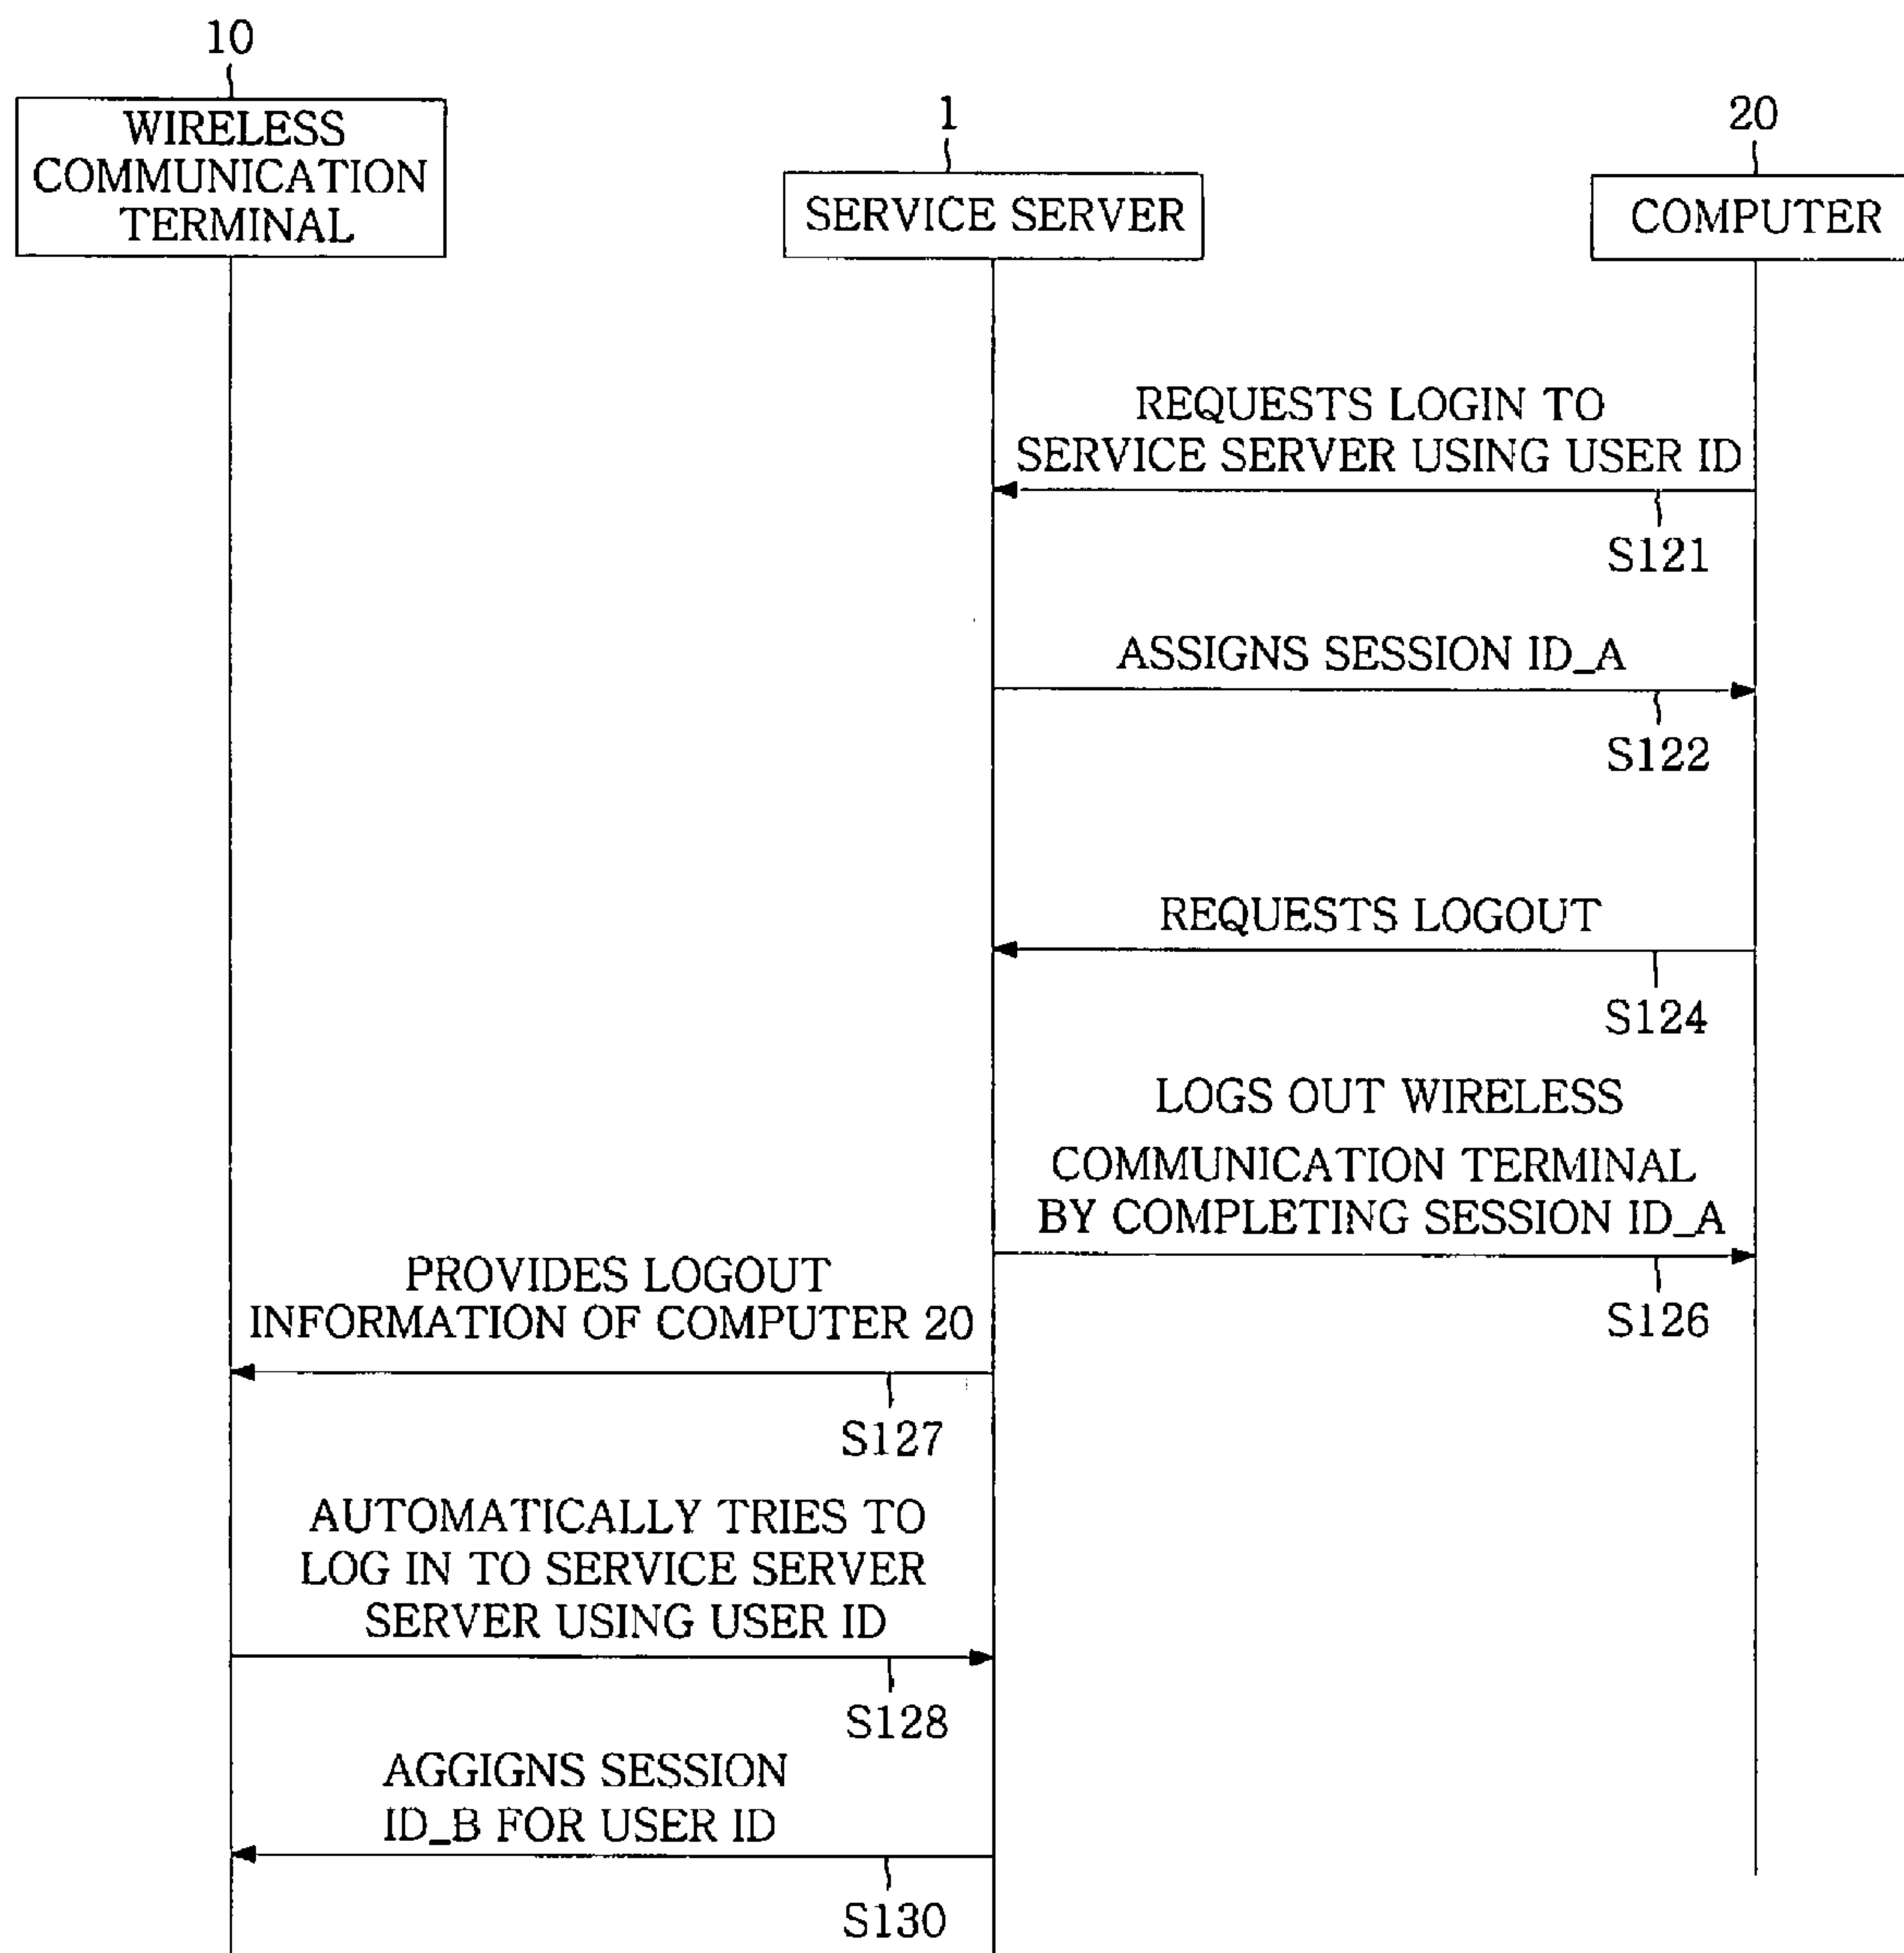 10
WIRELESS
COMMUNICATION
TERMINAL
1
SERVICE SERVER
20
COMPUTER
REQUESTS LOGIN TO
SERVICE SERVER USING USER ID
S121
ASSIGNS SESSION ID_A
S122
REQUESTS LOGOUT
S124
LOGS OUT WIRELESS
COMMUNICATION TERMINAL
BY COMPLETING SESSION ID_A
S126
PROVIDES LOGOUT
INFORMATION OF COMPUTER 20
S127
AUTOMATICALLY TRIES TO
LOG IN TO SERVICE SERVER
SERVER USING USER ID
S128
AGGIGNS SESSION
ID_B FOR USER ID
S130